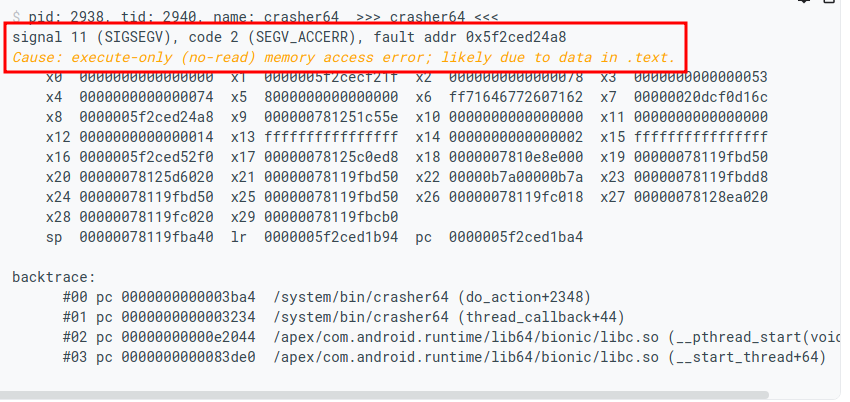 $ pid: 2938, tid: 2940, name: crasher64  >>> crasher64 <<<
signal 11 (SIGSEGV), code 2 (SEGV_ACCERR), fault addr 0x5f2ced24a8
Cause: execute-only (no-read) memory access error; likely due to data in .text.
x0  0000000000000000  x1  0000005f2cecf21f  x2  0000000000000078  x3  0000000000000053
x4  0000000000000074  x5  8000000000000000  x6  ff71646772607162  x7  00000020dcf0d16c
x8  0000005f2ced24a8  x9  000000781251c55e  x10 0000000000000000  x11 0000000000000000
x12 0000000000000014  x13 ffffffffffffffff  x14 0000000000000002  x15 ffffffffffffffff
x16 0000005f2ced52f0  x17 00000078125c0ed8  x18 0000007810e8e000  x19 00000078119fbd50
x20 00000078125d6020  x21 00000078119fbd50  x22 00000b7a00000b7a  x23 00000078119fbdd8
x24 00000078119fbd50  x25 00000078119fbd50  x26 00000078119fc018  x27 00000078128ea020
x28 00000078119fc020  x29 00000078119fbcb0
sp  00000078119fba40  lr  0000005f2ced1b94  pc  0000005f2ced1ba4
backtrace:
#00 pc 0000000000003ba4  /system/bin/crasher64 (do_action+2348)
#01 pc 0000000000003234  /system/bin/crasher64 (thread_callback+44)
#02 pc 00000000000e2044  /apex/com.android.runtime/lib64/bionic/libc.so (__pthread_start(voi
#03 pc 0000000000083de0  /apex/com.android.runtime/lib64/bionic/libc.so (__start_thread+64)